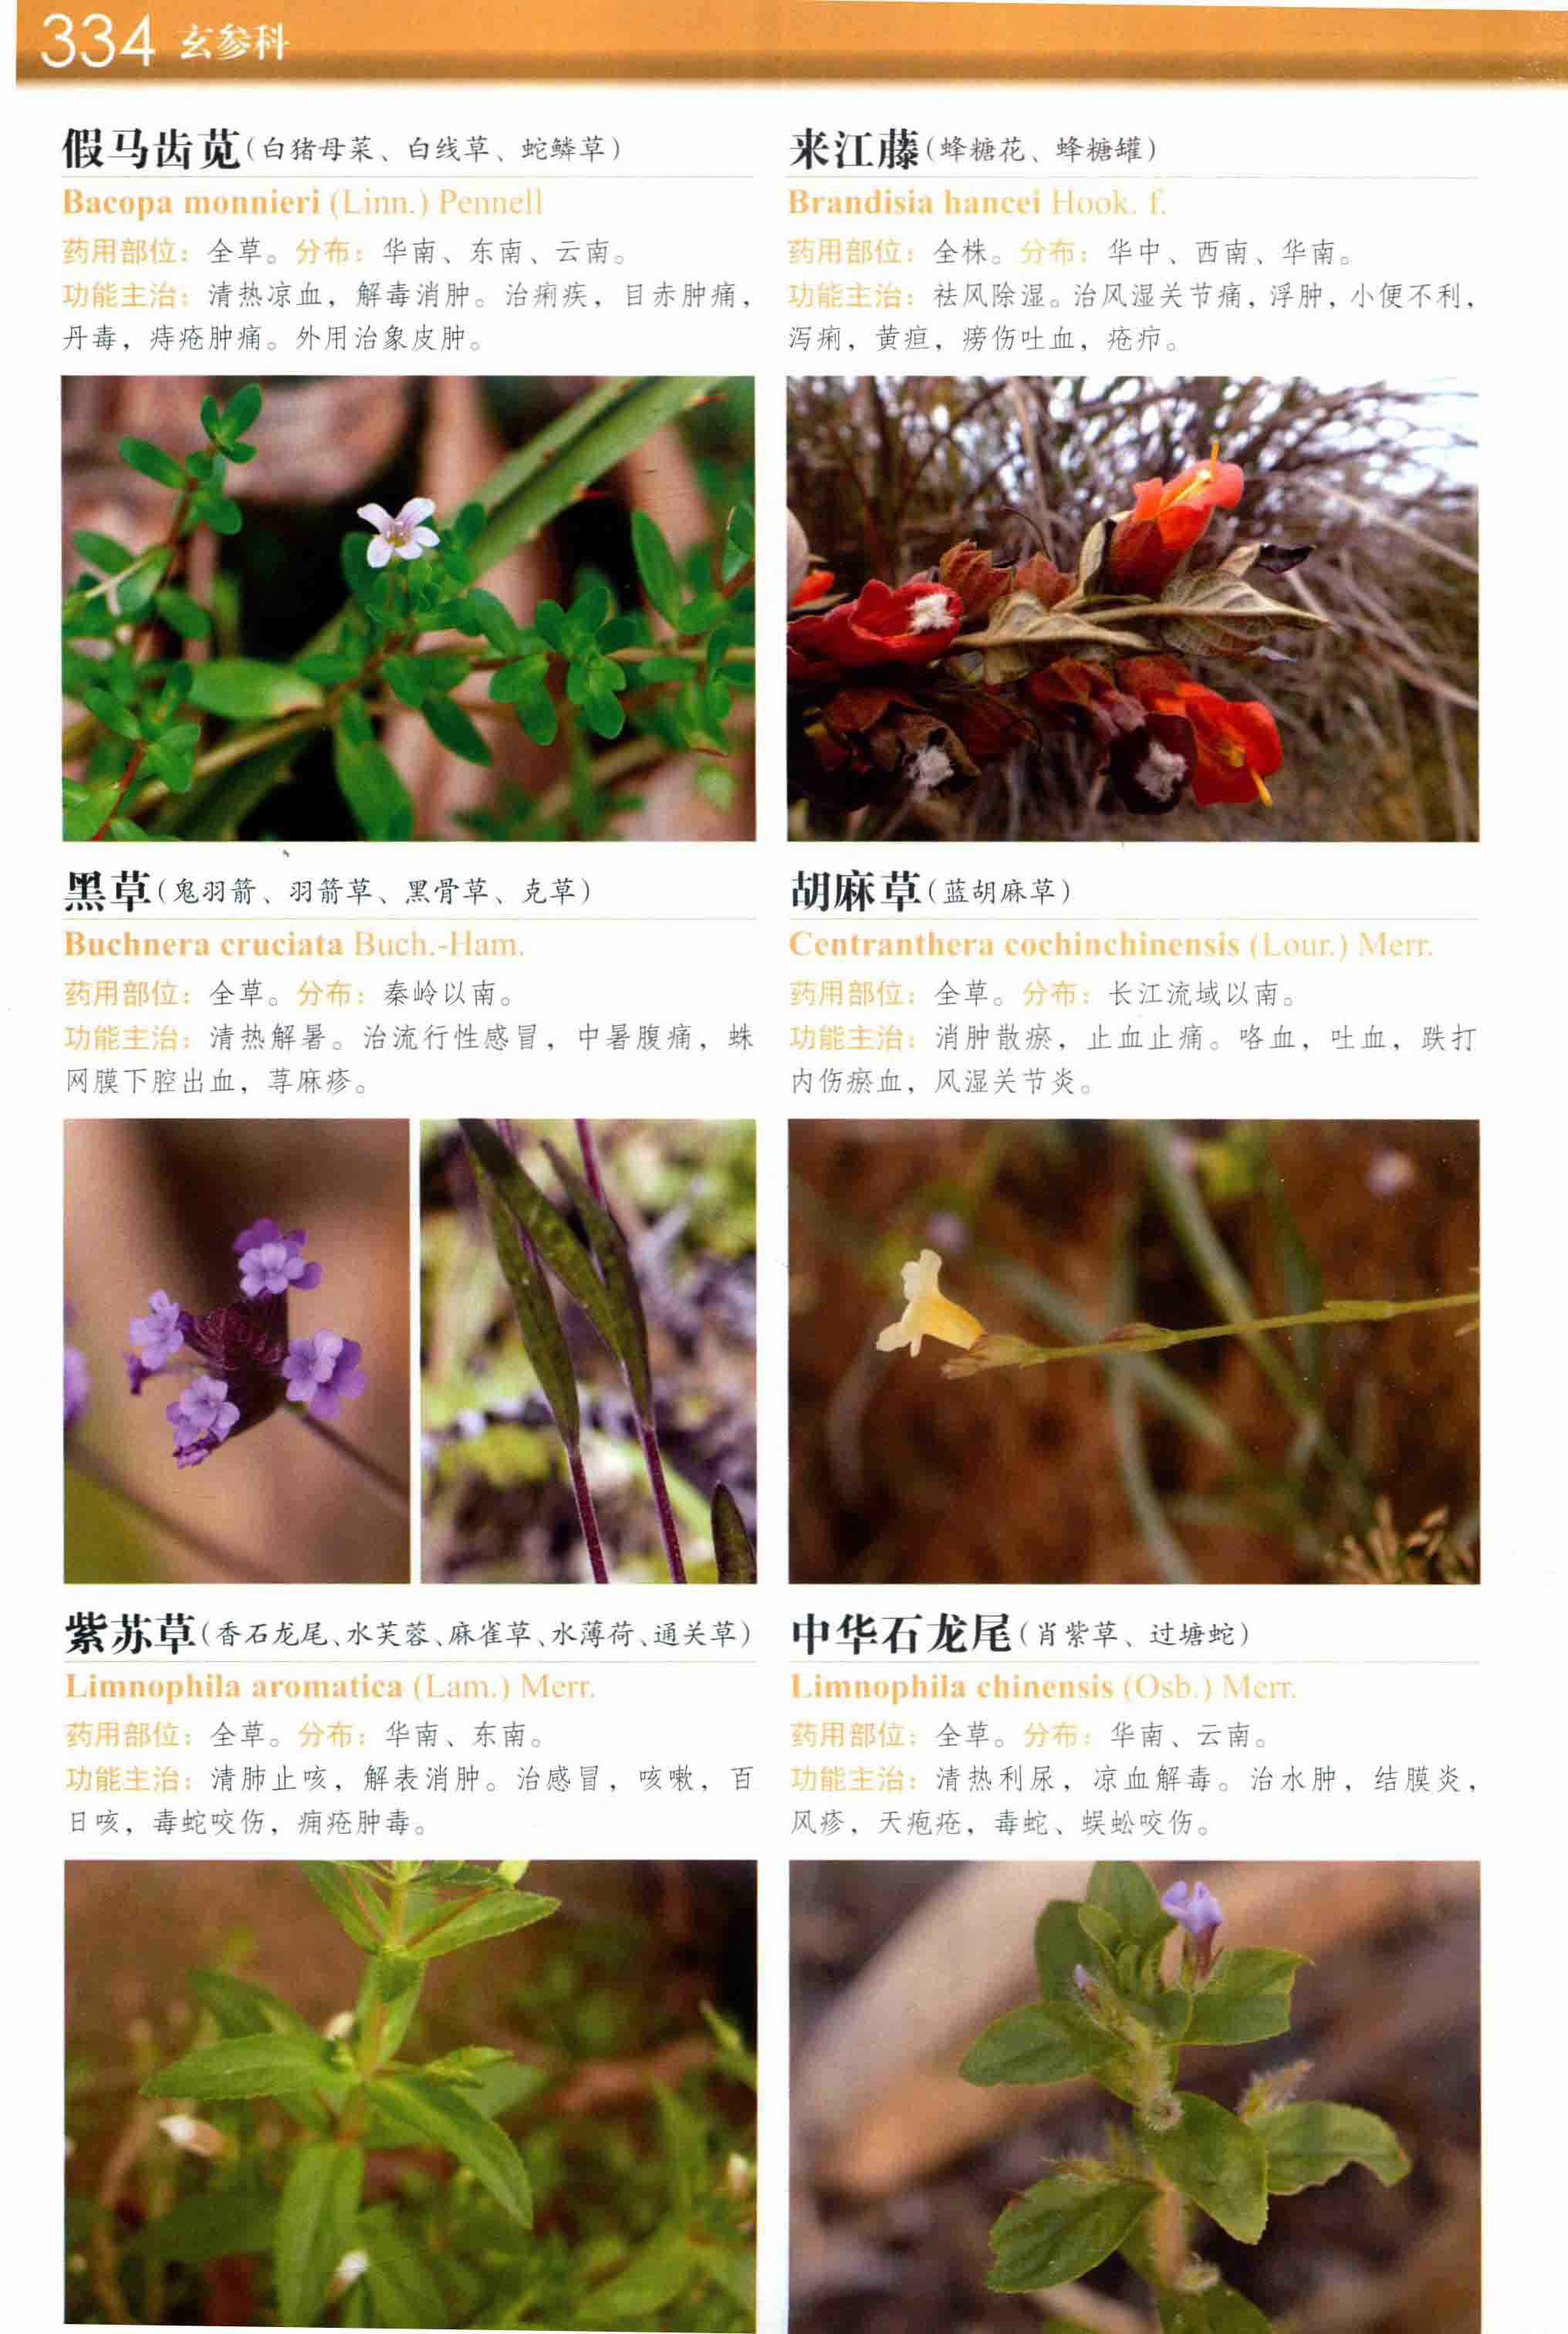 334 玄参科
假马齿苋(白猪母菜、白线草、蛇鳞草)
Bacopa monnieri (Linn.) Pennell
药用部位：全草。分布：华南、东南、云南。
功能主治：清热凉血，解毒消肿。治痢疾，目赤肿痛，
丹毒，痔疮肿痛。外用治象皮肿。
来江藤(蜂糖花、蜂糖罐)
Brandisia hancei Hook. f.
药用部位：全株。分布：华中、西南、华南。
功能主治：祛风除湿。治风湿关节痛，浮肿，小便不利，
泻痢，黄疸，痨伤吐血，疮疖。
黑草(鬼羽箭、羽箭草、黑骨草、克草)
Buchnera cruciata Buch.-Ham.
药用部位：全草。分布：秦岭以南。
功能主治：清热解暑。治流行性感冒，中暑腹痛，蛛
网膜下腔出血，荨麻疹。
胡麻草(蓝胡麻草)
Centranthera cochinchinensis (Lour.) Merr.
药用部位：全草。分布：长江流域以南。
功能主治：消肿散瘀，止血止痛。咯血，吐血，跌打
内伤瘀血，风湿关节炎。
紫苏草(香石龙尾、水芙蓉、麻雀草、水薄荷、通关草)
Limnophila aromatica (Lam.) Merr.
药用部位：全草。分布：华南、东南。
功能主治：清肺止咳，解表消肿。治感冒，咳嗽，百
日咳，毒蛇咬伤，痈疮肿毒。
中华石龙尾(肖紫草、过塘蛇)
Limnophila chinensis (Osb.) Merr.
药用部位：全草。分布：华南、云南。
功能主治：清热利尿，凉血解毒。治水肿，结膜炎，
风疹，天疱疮，毒蛇、蜈蚣咬伤。